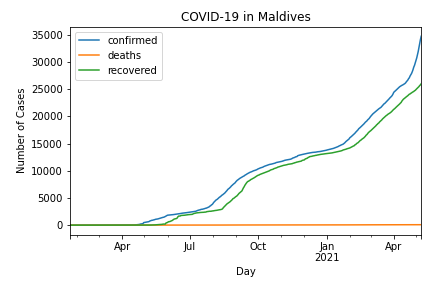 COVID-19 in Maldives
confirmed
deaths
recovered
Number of Cases
35000
30000
25000
20000
15000
10000
5000
0
Apr
Jul
Oct
Jan
2021
Apr
Day